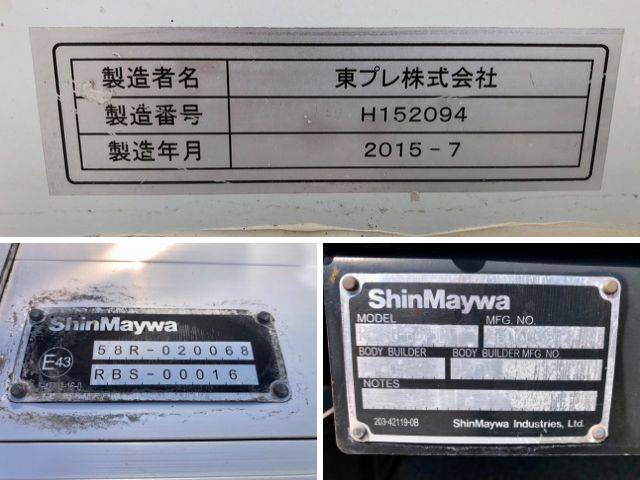 製造者名 東プレ株式会社
製造番号 H152094
製造年月 2015-7
ShinMaywa
E43
58R-020068
RBS-00016
ShinMaywa
MODEL MFG. NO.
BODY BUILDER BODY BUILDER MFG. NO.
NOTES
203-42119-0B ShinMaywa Industries, Ltd.